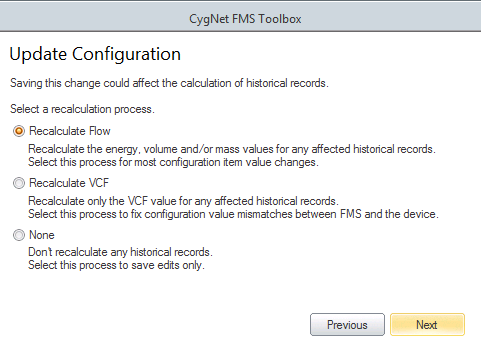 CygNet FMS Toolbox
Update Configuration
Saving this change could affect the calculation of historical records.
Select a recalculation process.
Recalculate Flow
Recalculate the energy, volume and/or mass values for any affected historical records.
Select this process for most configuration item value changes.
Recalculate VCF
Recalculate only the VCF value for any affected historical records.
Select this process to fix configuration value mismatches between FMS and the device.
None
Don't recalculate any historical records.
Select this process to save edits only.
Previous
Next